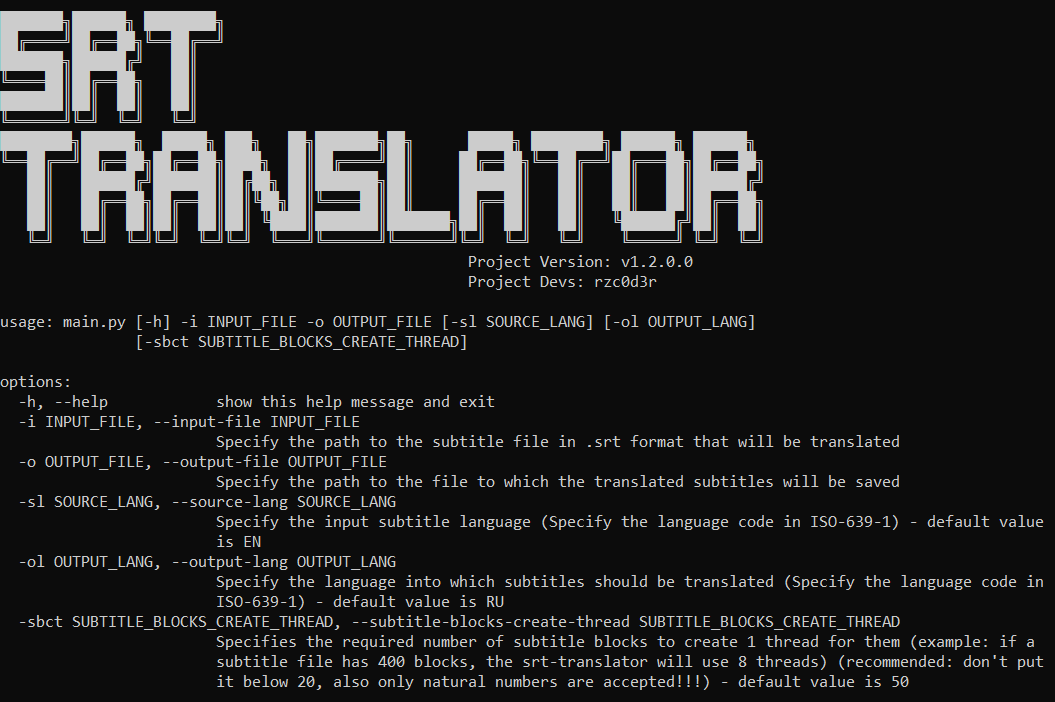 SRT
TRANSLATOR
Project Version: v1.2.0.0
Project Devs: rzc0d3r
usage: main.py [-h] -i INPUT_FILE -o OUTPUT_FILE [-sl SOURCE_LANG] [-ol OUTPUT_LANG]
[-sbct SUBTITLE_BLOCKS_CREATE_THREAD]
options:
-h, --help show this help message and exit
-i INPUT_FILE, --input-file INPUT_FILE
Specify the path to the subtitle file in .srt format that will be translated
-o OUTPUT_FILE, --output-file OUTPUT_FILE
Specify the path to the file to which the translated subtitles will be saved
-sl SOURCE_LANG, --source-lang SOURCE_LANG
Specify the input subtitle language (Specify the language code in ISO-639-1) - default value
is EN
-ol OUTPUT_LANG, --output-lang OUTPUT_LANG
Specify the language into which subtitles should be translated (Specify the language code in
ISO-639-1) - default value is RU
-sbct SUBTITLE_BLOCKS_CREATE_THREAD, --subtitle-blocks-create-thread SUBTITLE_BLOCKS_CREATE_THREAD
Specifies the required number of subtitle blocks to create 1 thread for them (example: if a
subtitle file has 400 blocks, the srt-translator will use 8 threads) (recommended: don't put
it below 20, also only natural numbers are accepted!!!) - default value is 50